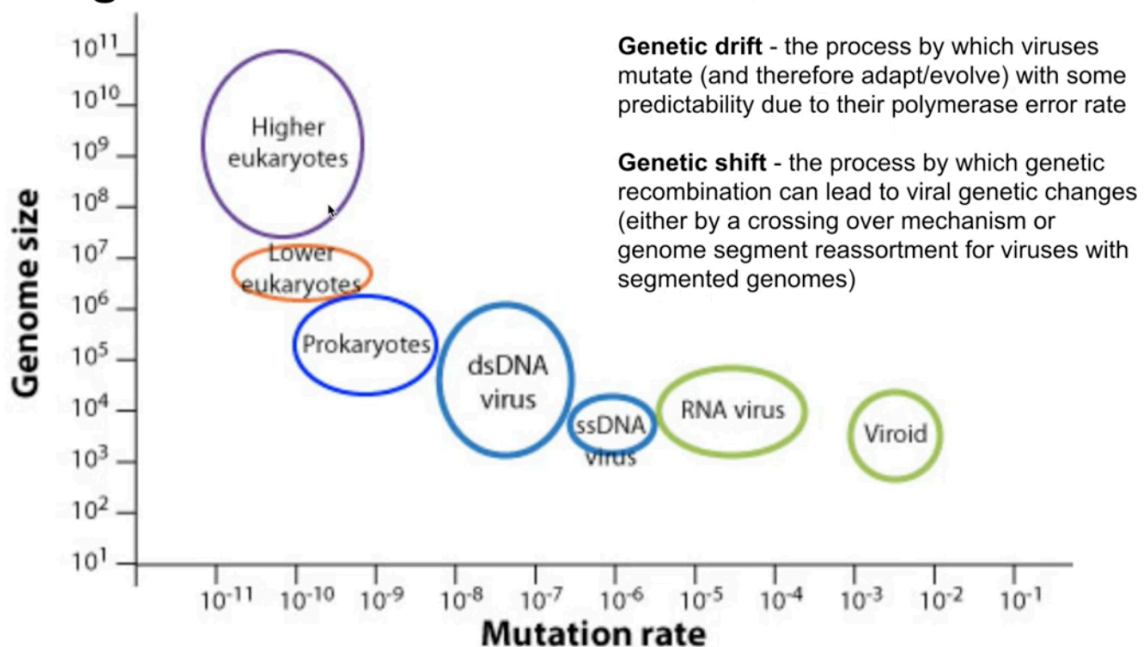 Genetic drift - the process by which viruses
mutate (and therefore adapt/evolve) with some
predictability due to their polymerase error rate
Genetic shift - the process by which genetic
recombination can lead to viral genetic changes
(either by a crossing over mechanism or
genome segment reassortment for viruses with
segmented genomes)
Genome size
10¹¹
10¹⁰
10⁹
10⁸
10⁷
10⁶
10⁵
10⁴
10³
10²
10¹
Higher
eukaryotes
Lower
eukaryotes
Prokaryotes
dsDNA
virus
ssDNA
virus
RNA virus
Viroid
10⁻¹¹ 10⁻¹⁰ 10⁻⁹ 10⁻⁸ 10⁻⁷ 10⁻⁶ 10⁻⁵ 10⁻⁴ 10⁻³ 10⁻² 10⁻¹
Mutation rate